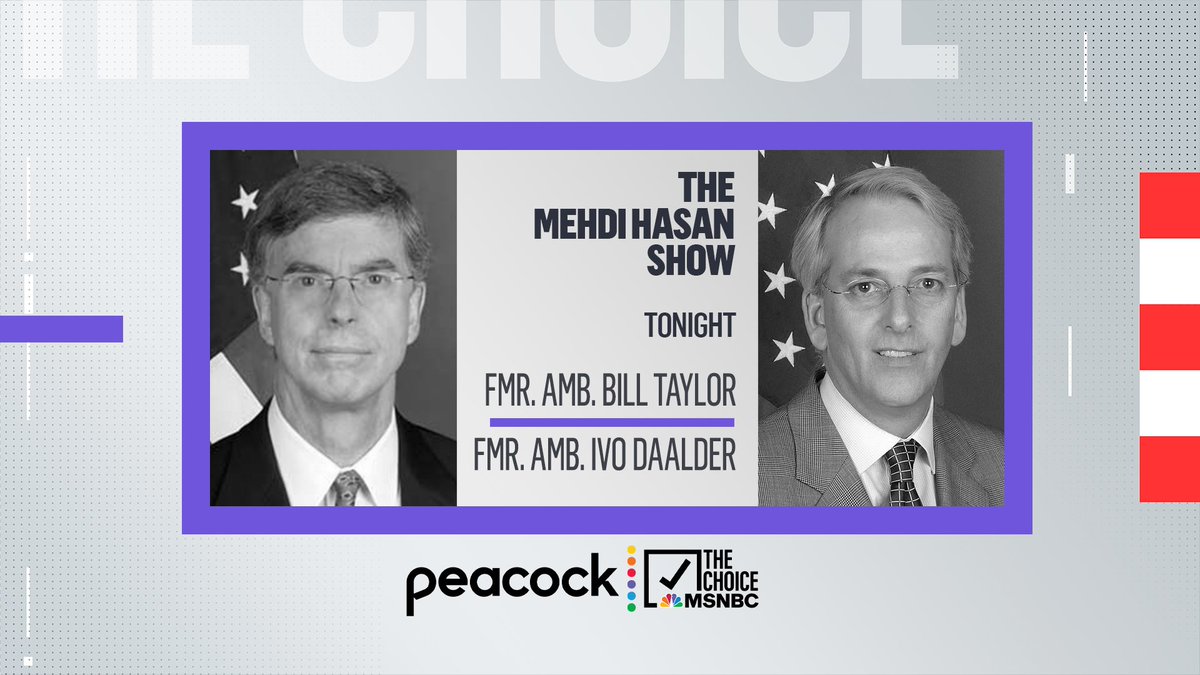 THE CHOICE
THE
MEHDI HASAN
SHOW
TONIGHT
FMR. AMB. BILL TAYLOR
FMR. AMB. IVO DAALDER
peacock
THE
CHOICE
MSNBC